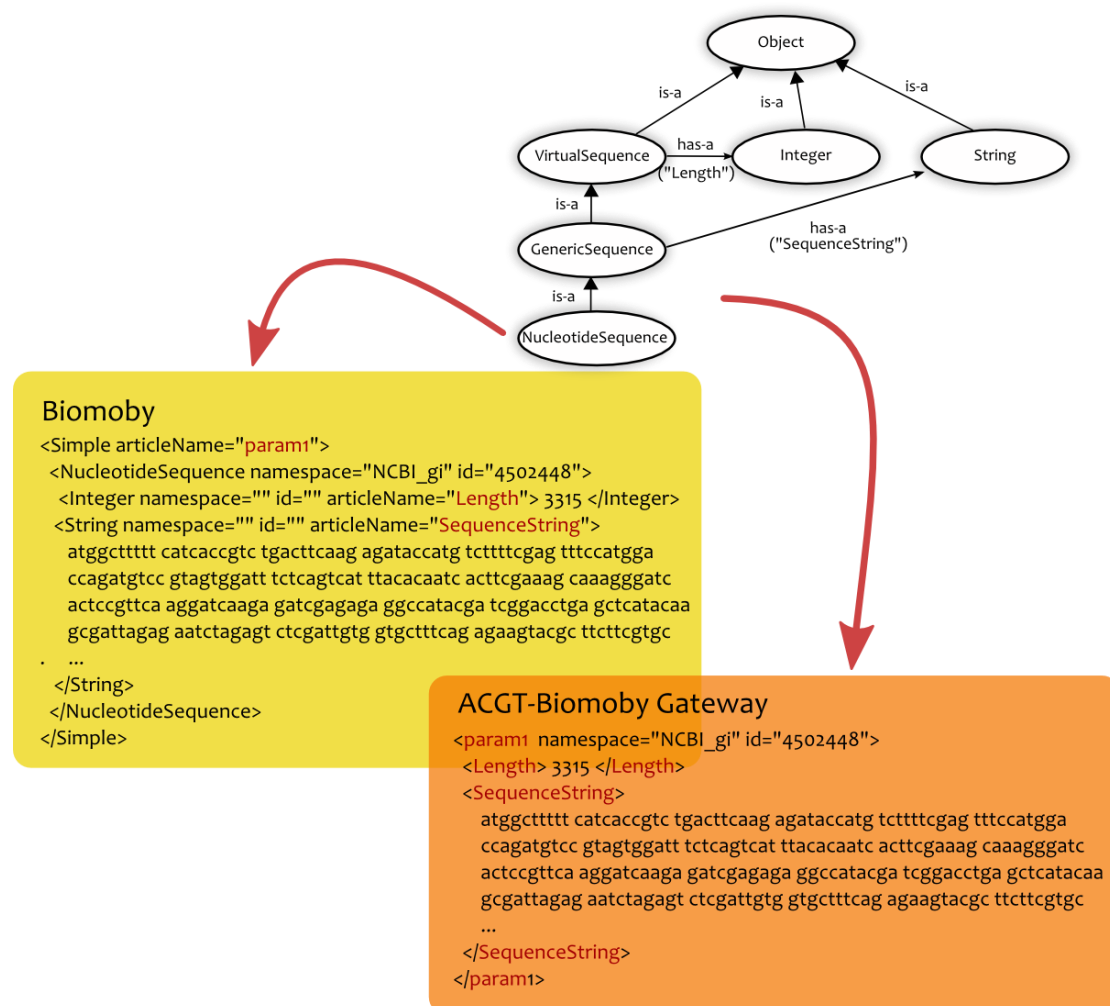 Object
is-a
is-a
is-a
VirtualSequence
has-a
("Length")
Integer
String
is-a
GenericSequence
has-a
("SequenceString")
is-a
NucleotideSequence
Biomoby
<Simple articleName="param1">
<NucleotideSequence namespace="NCBI_gi" id="4502448">
<Integer namespace="" id="" articleName="Length"> 3315 </Integer>
<String namespace="" id="" articleName="SequenceString">
atggcttttt catcaccgtc tgacttcaag agataccatg tcttttcgag tttccatgga
ccagatgtcc gtagtggatt tctcagtcat ttacacaatc acttcgaaag caaagggatc
actccgttca aggatcaaga gatcgagaga ggccatacga tcggacctga gctcatacaa
gcgattagag aatctagagt ctcgattgtg gtgctttcag agaagtacgc ttcttcgtgc
. ...
</String>
</NucleotideSequence>
</Simple>
ACGT-Biomoby Gateway
<param1 namespace="NCBI_gi" id="4502448">
<Length> 3315 </Length>
<SequenceString>
atggcttttt catcaccgtc tgacttcaag agataccatg tcttttcgag tttccatgga
ccagatgtcc gtagtggatt tctcagtcat ttacacaatc acttcgaaag caaagggatc
actccgttca aggatcaaga gatcgagaga ggccatacga tcggacctga gctcatacaa
gcgattagag aatctagagt ctcgattgtg gtgctttcag agaagtacgc ttcttcgtgc
...
</SequenceString>
</param1>